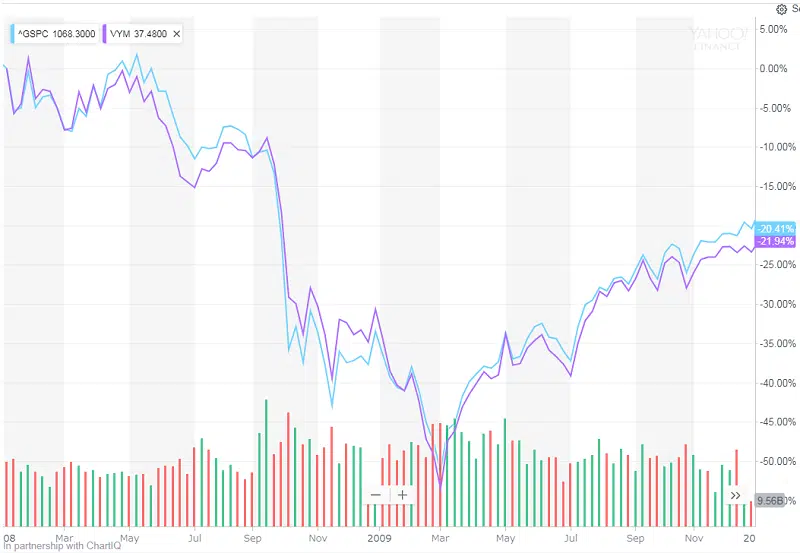 Se
^GSPC 1068.3000 VYM 37.4800 ✕
YAHOO!
FINANCE
5.00%
0.00%
-5.00%
-10.00%
-15.00%
-20.41%
-21.94%
-25.00%
-30.00%
-35.00%
-40.00%
-45.00%
-50.00%
9.56B
%
08 Mar May Jul Sep Nov 2009 Mar May Jul Sep Nov 20
In partnership with ChartIQ